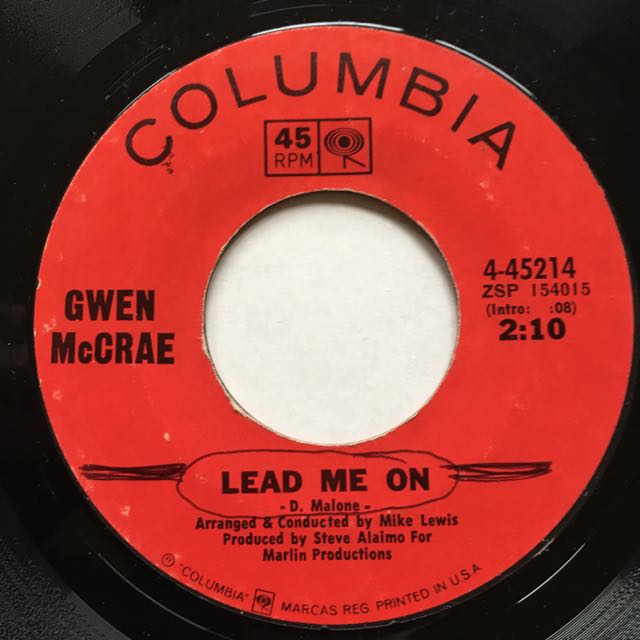 COLUMBIA
45
RPM
GWEN
McCRAE
4-45214
ZSP 154015
(Intro: :08)
2:10
LEAD ME ON
- D. Malone -
Arranged & Conducted by Mike Lewis
Produced by Steve Alaimo For
Marlin Productions
® "COLUMBIA" MARCAS REG. PRINTED IN U.S.A.